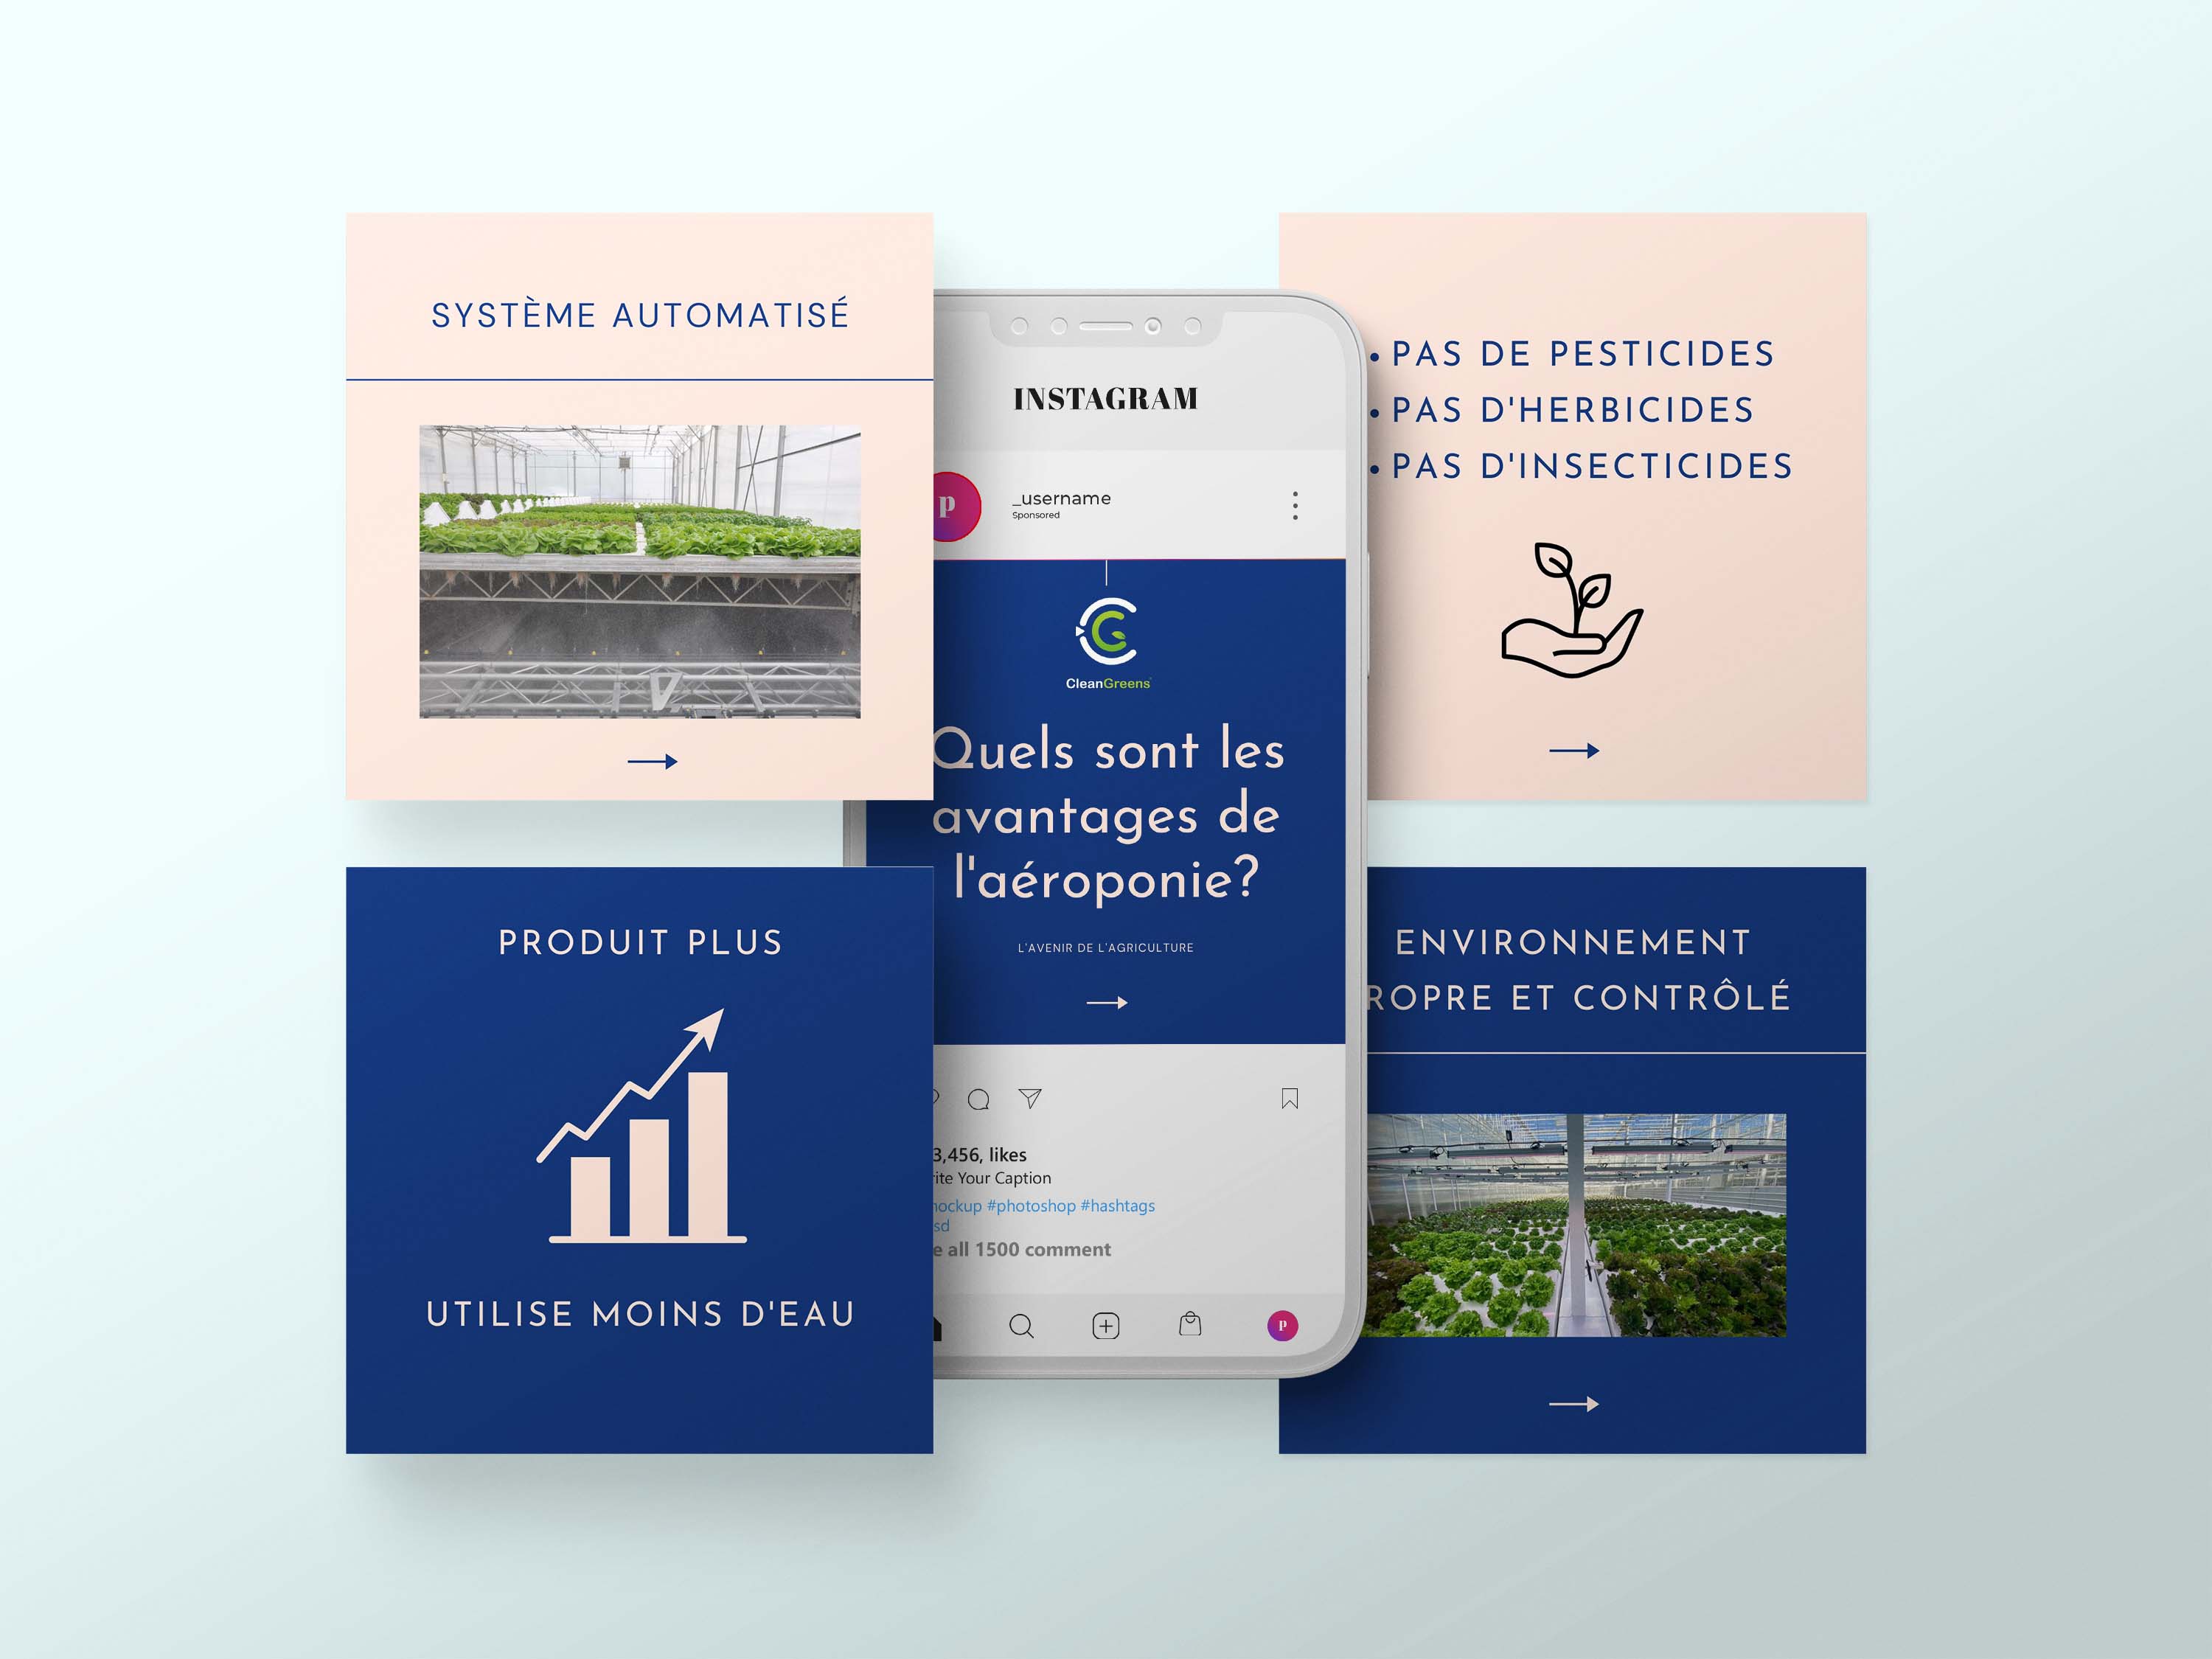 SYSTÈME AUTOMATISÉ
PRODUIT PLUS
UTILISE MOINS D'EAU
INSTAGRAM
P
_username
Sponsored
CleanGreens
Quels sont les
avantages de
l'aéroponie?
L'AVENIR DE L'AGRICULTURE
3,456, likes
ite Your Caption
ockup #photoshop #hashtags
sd
e all 1500 comment
P
• PAS DE PESTICIDES
• PAS D'HERBICIDES
• PAS D'INSECTICIDES
ENVIRONNEMENT
ROPRE ET CONTRÔLÉ